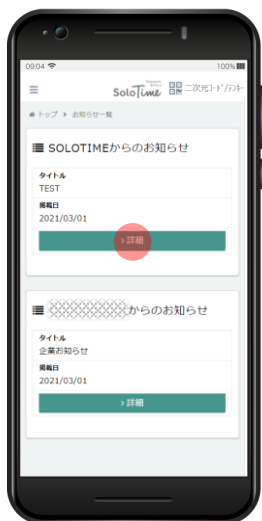 09:04 100%
SoloTime 二次元ｺｰﾄﾞ/ﾃﾝｷｰ
トップ > お知らせ一覧
SOLOTIMEからのお知らせ
タイトル
TEST
掲載日
2021/03/01
> 詳細
からのお知らせ
タイトル
企業お知らせ
掲載日
2021/03/01
> 詳細